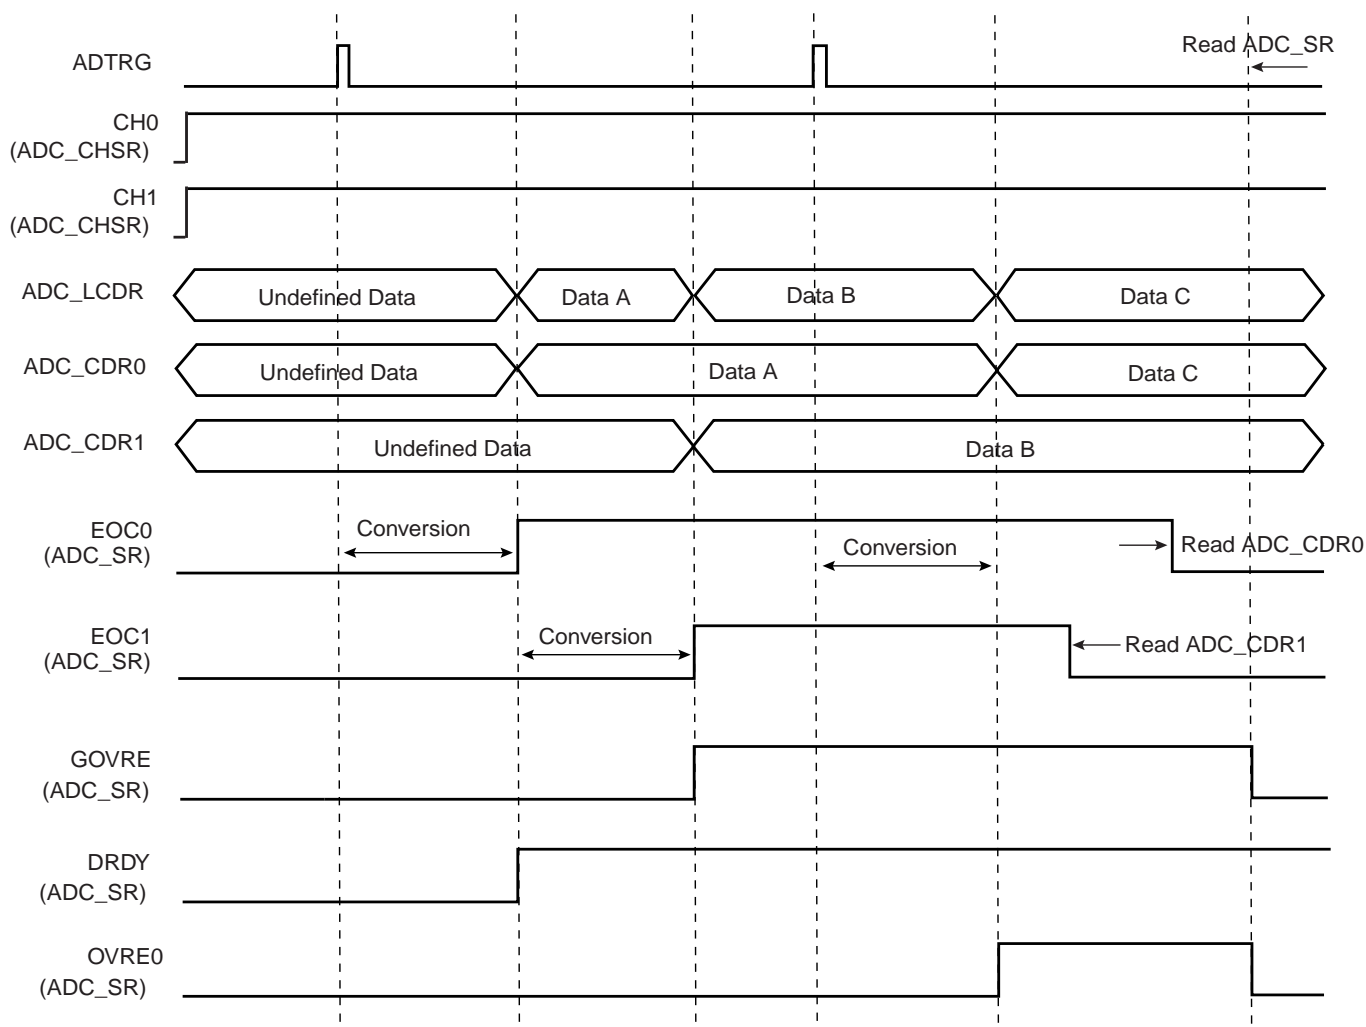 ADTRG
Read ADC_SR
CH0
(ADC_CHSR)
CH1
(ADC_CHSR)
ADC_LCDR
Undefined Data
Data A
Data B
Data C
ADC_CDR0
Undefined Data
Data A
Data C
ADC_CDR1
Undefined Data
Data B
EOC0
(ADC_SR)
Conversion
Conversion
Read ADC_CDR0
EOC1
(ADC_SR)
Conversion
Read ADC_CDR1
GOVRE
(ADC_SR)
DRDY
(ADC_SR)
OVRE0
(ADC_SR)